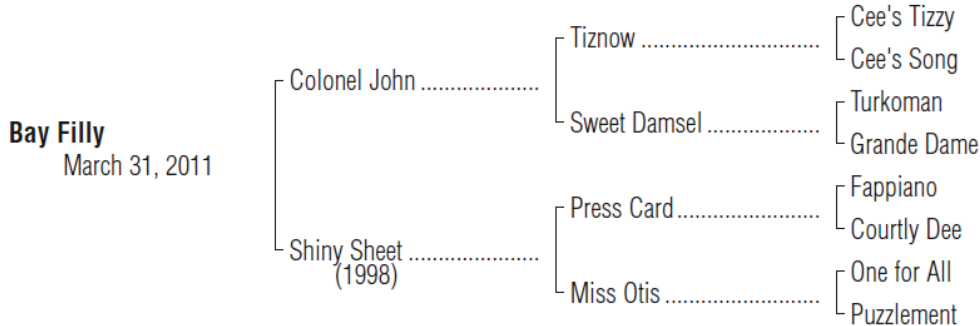 Cee's Tizzy
Tiznow ..............................
Cee's Song
Colonel John ....................
Turkoman
Sweet Damsel ...................
Grande Dame
Bay Filly
March 31, 2011
Fappiano
Press Card ........................
Courtly Dee
Shiny Sheet ......................
(1998)
One for All
Miss Otis ..........................
Puzzlement